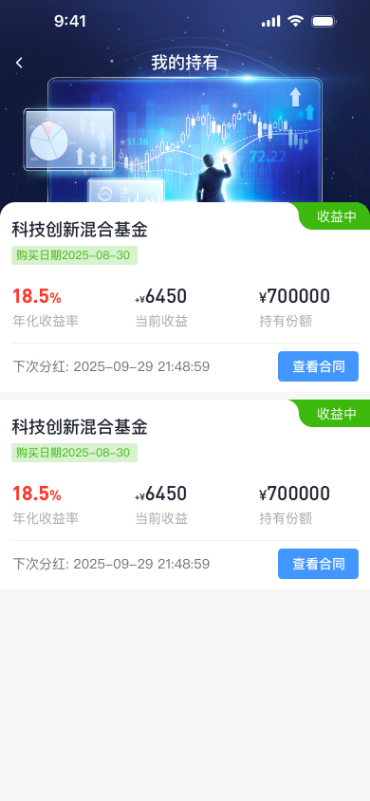 9:41
我的持有
51.16
72.22
收益中
科技创新混合基金
购买日期2025-08-30
18.5% +¥6450 ¥700000
年化收益率 当前收益 持有份额
下次分红: 2025-09-29 21:48:59 查看合同
收益中
科技创新混合基金
购买日期2025-08-30
18.5% +¥6450 ¥700000
年化收益率 当前收益 持有份额
下次分红: 2025-09-29 21:48:59 查看合同